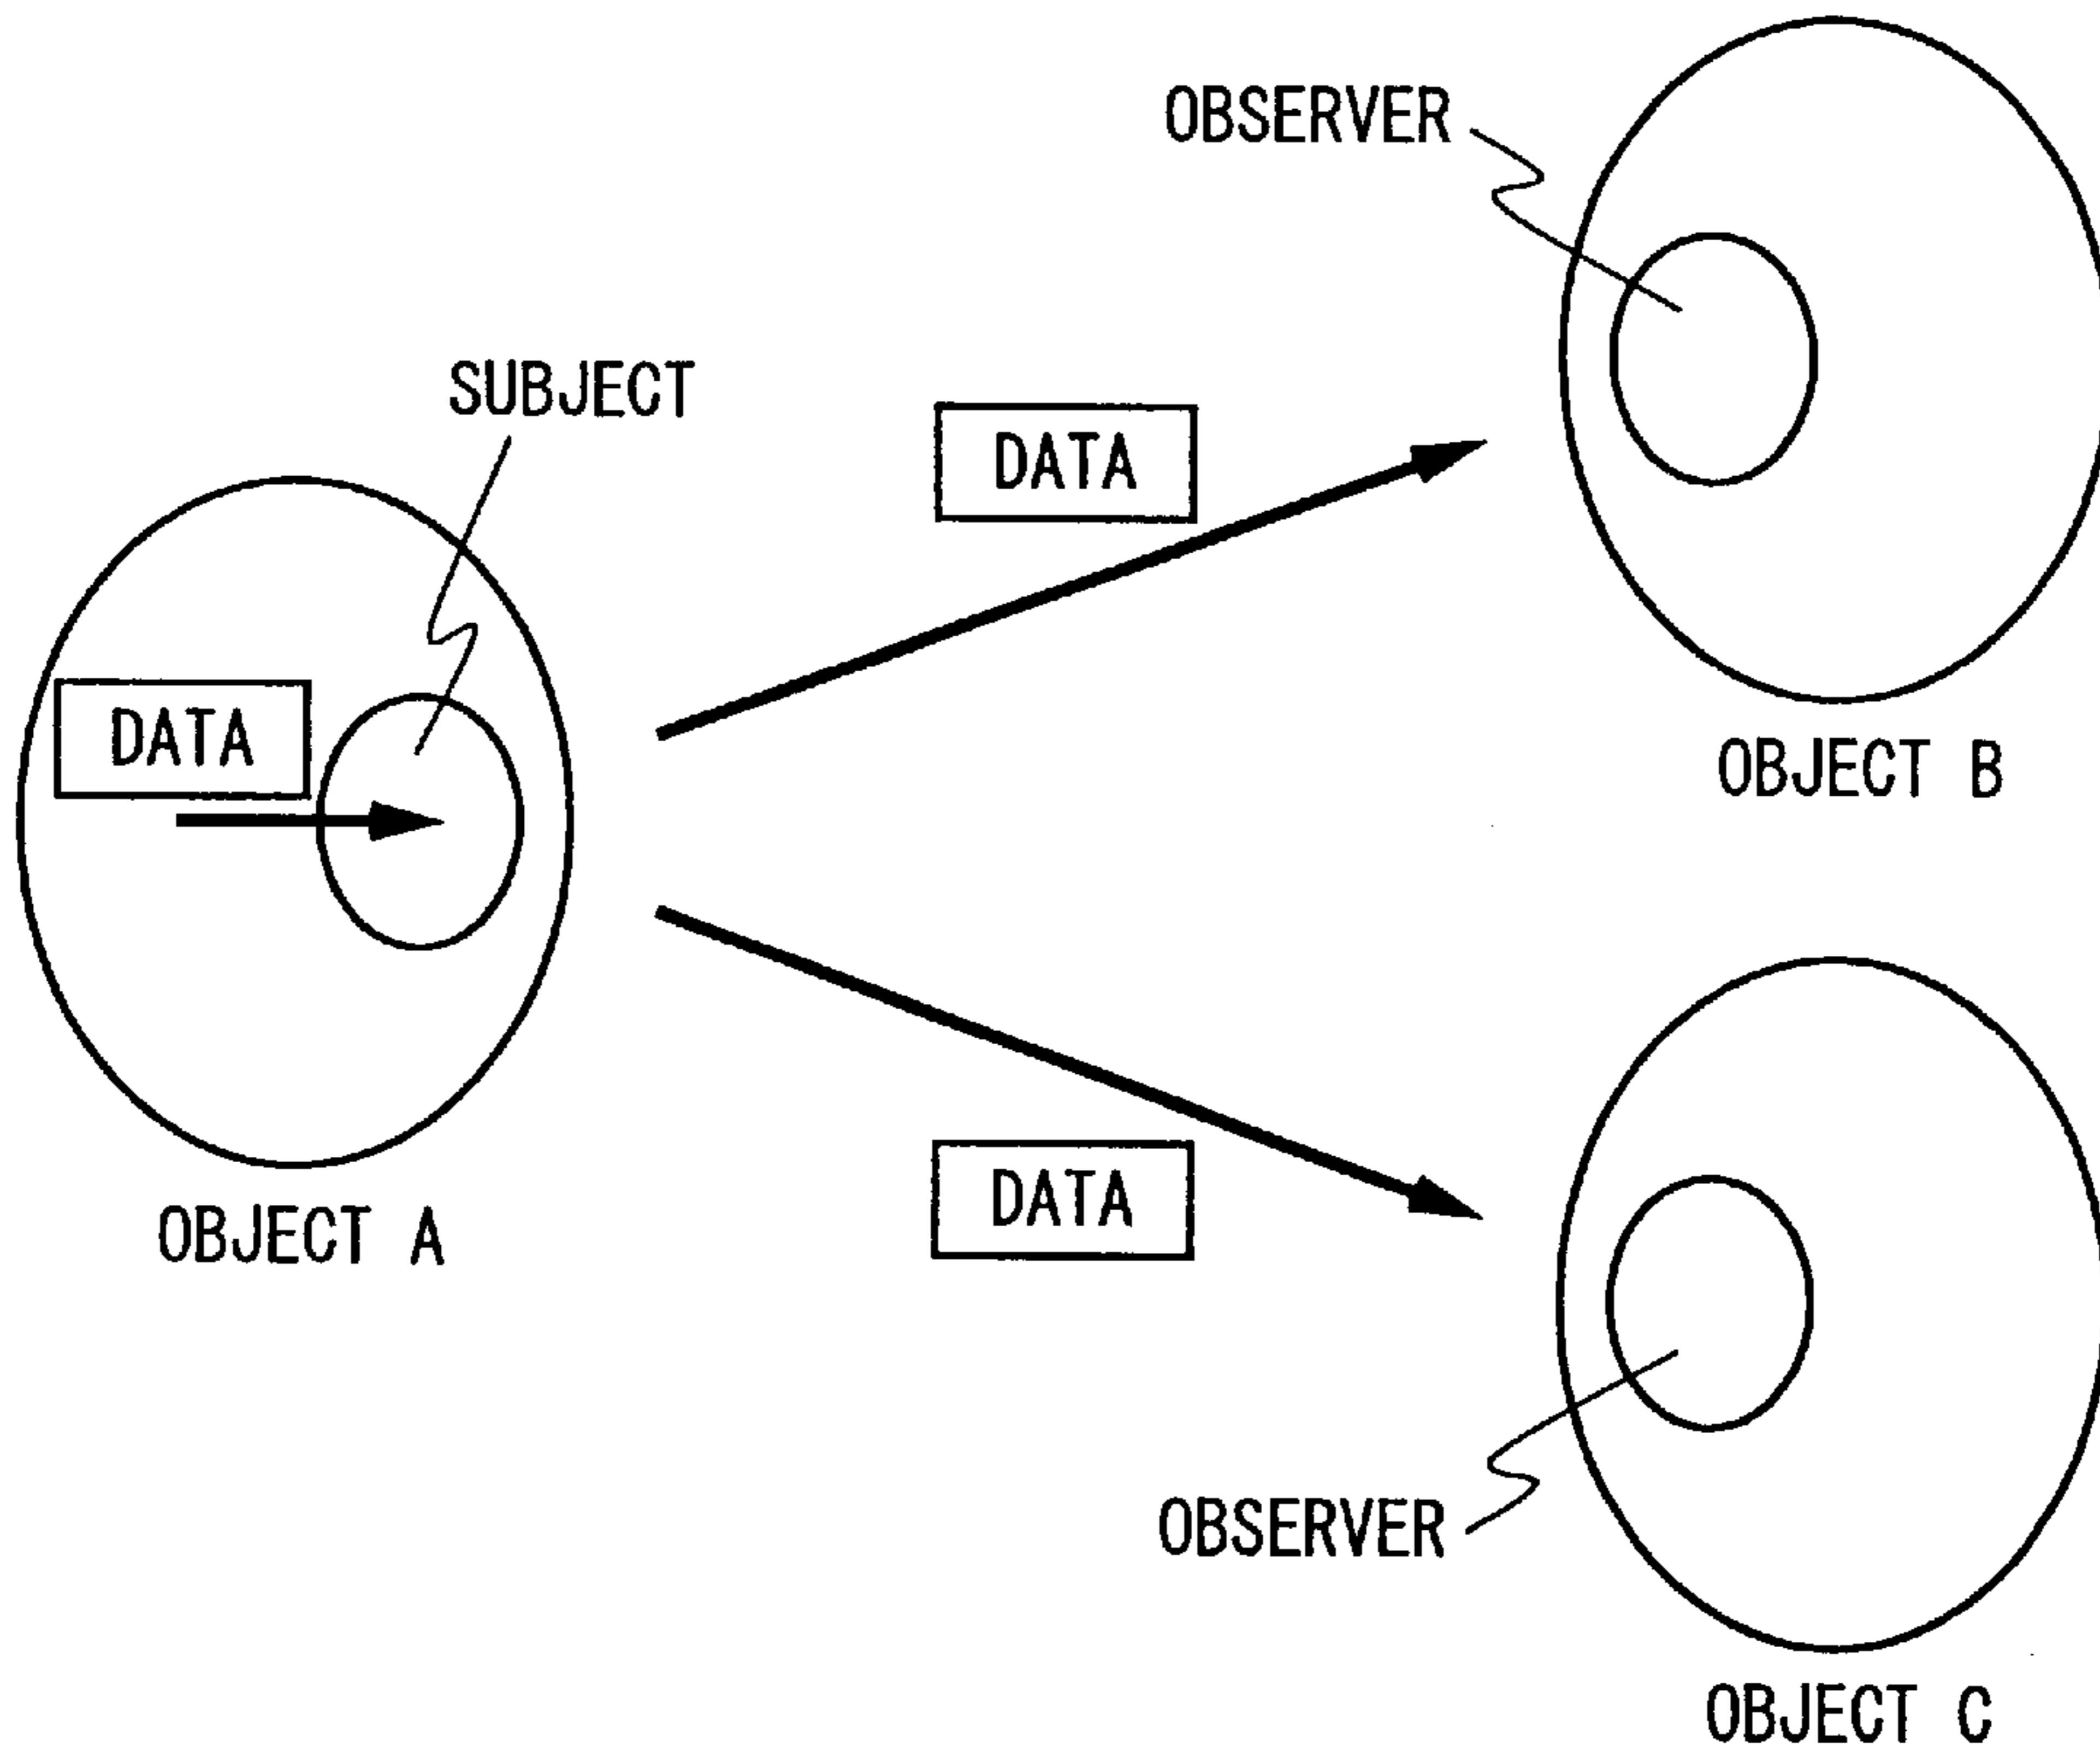 OBSERVER
SUBJECT
DATA
DATA
OBJECT B
OBJECT A
DATA
OBSERVER
OBJECT C